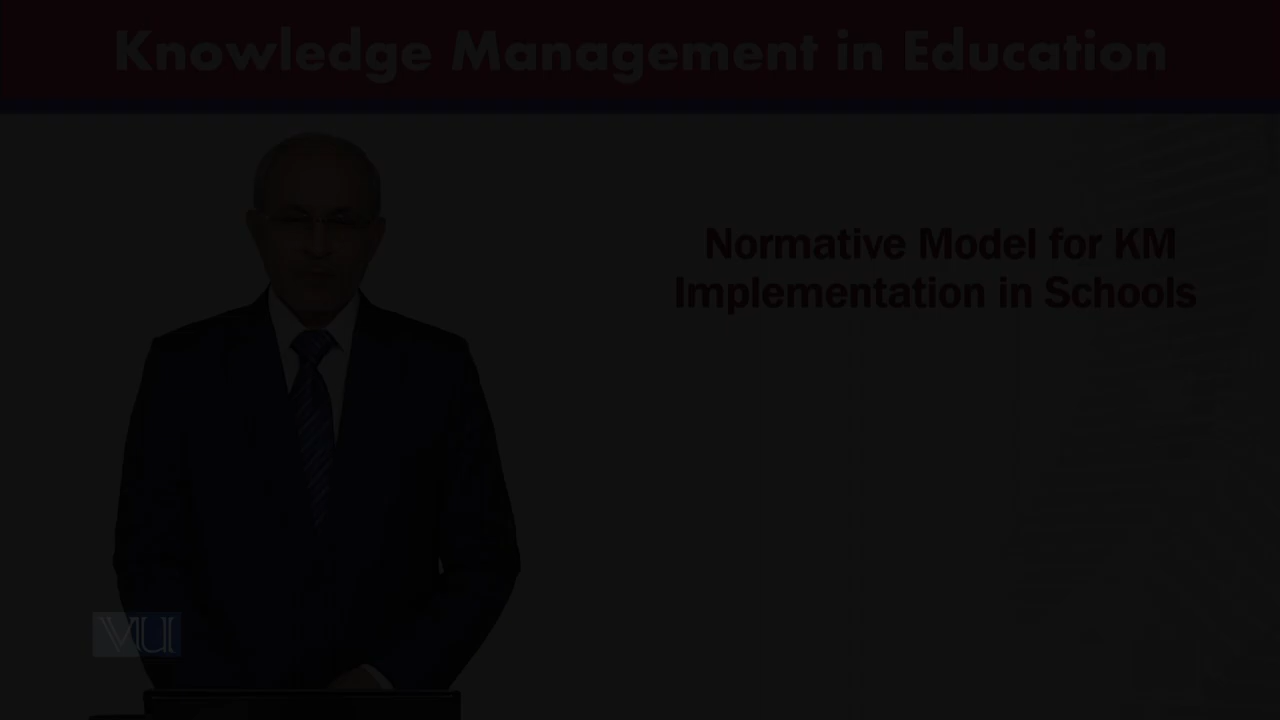 Knowledge Management in Education
Normative Model for KM
Implementation in Schools
VU